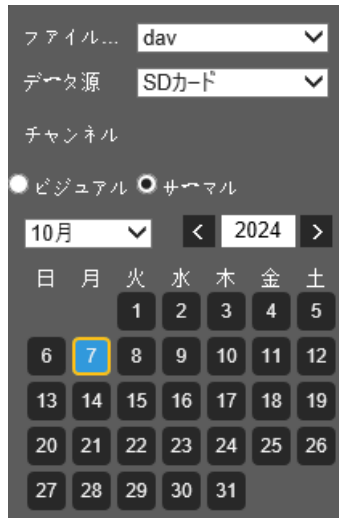 ファイル... dav
データ源 SDカード
チャンネル
ビジュアル サーマル
10月 < 2024 >
日 月 火 水 木 金 土
1 2 3 4 5
6 7 8 9 10 11 12
13 14 15 16 17 18 19
20 21 22 23 24 25 26
27 28 29 30 31